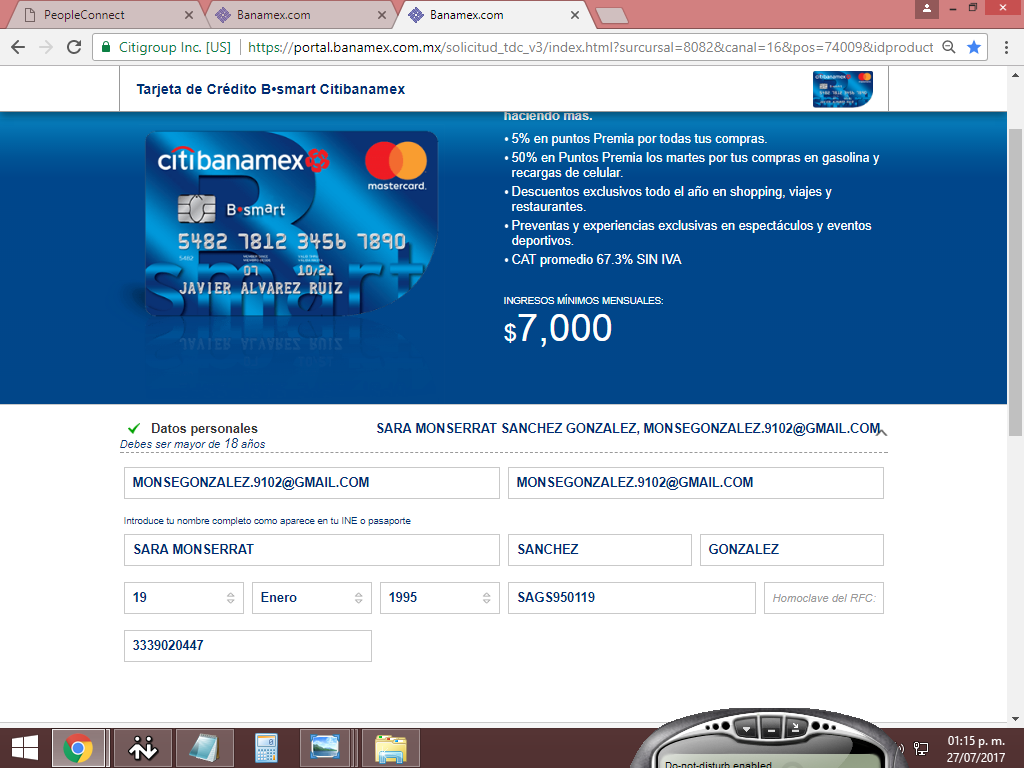 PeopleConnect
Banamex.com
Banamex.com
Citigroup Inc. [US]
https://portal.banamex.com.mx/solicitud_tdc_v3/index.html?surcursal=8082&canal=16&pos=74009&idproduct
Tarjeta de Crédito B•smart Citibanamex
haciendo más.
• 5% en puntos Premia por todas tus compras.
• 50% en Puntos Premia los martes por tus compras en gasolina y
recargas de celular.
• Descuentos exclusivos todo el año en shopping, viajes y
restaurantes.
• Preventas y experiencias exclusivas en espectáculos y eventos
deportivos.
• CAT promedio 67.3% SIN IVA
INGRESOS MÍNIMOS MENSUALES:
$7,000
citibanamex
mastercard.
B•smart
5482 7812 3456 7890
5482
07 10/21
JAVIER ALVAREZ RUIZ
smart
Datos personales
SARA MONSERRAT SANCHEZ GONZALEZ, MONSEGONZALEZ.9102@GMAIL.COM
Debes ser mayor de 18 años
MONSEGONZALEZ.9102@GMAIL.COM
MONSEGONZALEZ.9102@GMAIL.COM
Introduce tu nombre completo como aparece en tu INE o pasaporte
SARA MONSERRAT
SANCHEZ
GONZALEZ
19
Enero
1995
SAGS950119
Homoclave del RFC:
3339020447
Do-not-disturb enabled
01:15 p. m.
27/07/2017